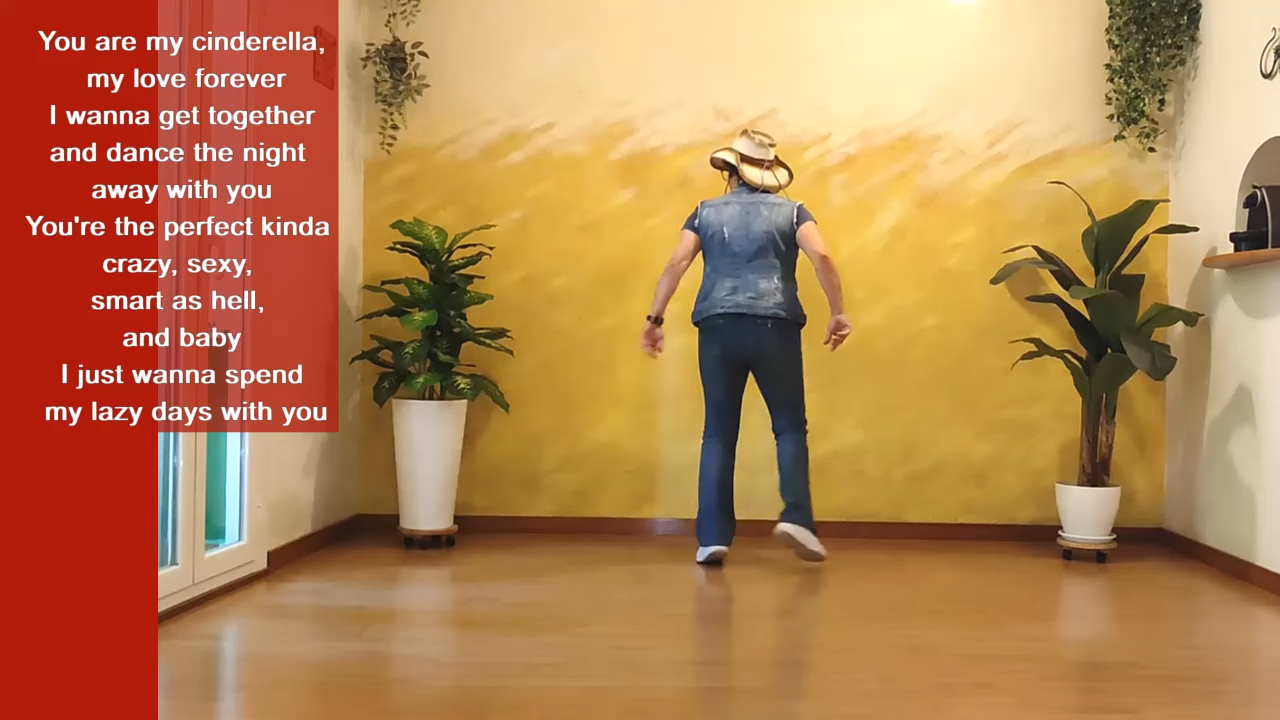 You are my cinderella,
my love forever
I wanna get together
and dance the night
away with you
You're the perfect kinda
crazy, sexy,
smart as hell,
and baby
I just wanna spend
my lazy days with you